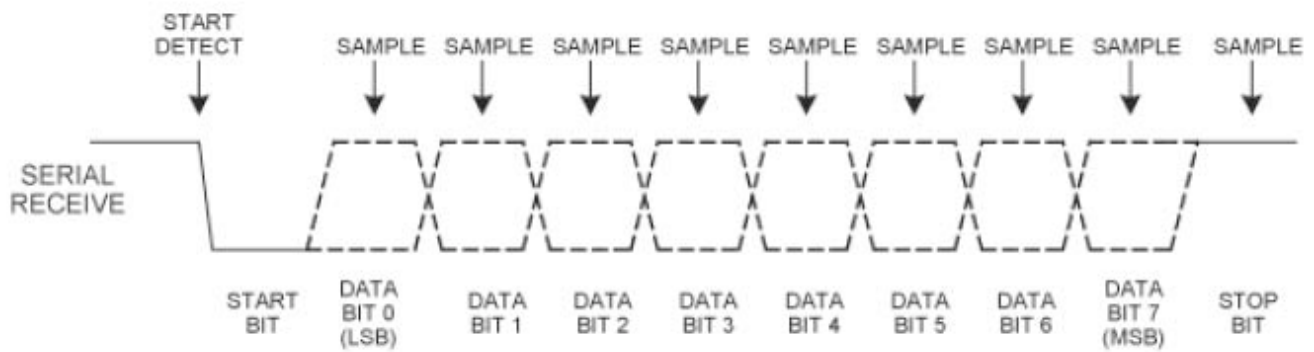 START
DETECT
SAMPLE SAMPLE SAMPLE SAMPLE SAMPLE SAMPLE SAMPLE SAMPLE SAMPLE
SERIAL
RECEIVE
START
BIT
DATA
BIT 0
(LSB)
DATA
BIT 1
DATA
BIT 2
DATA
BIT 3
DATA
BIT 4
DATA
BIT 5
DATA
BIT 6
DATA
BIT 7
(MSB)
STOP
BIT